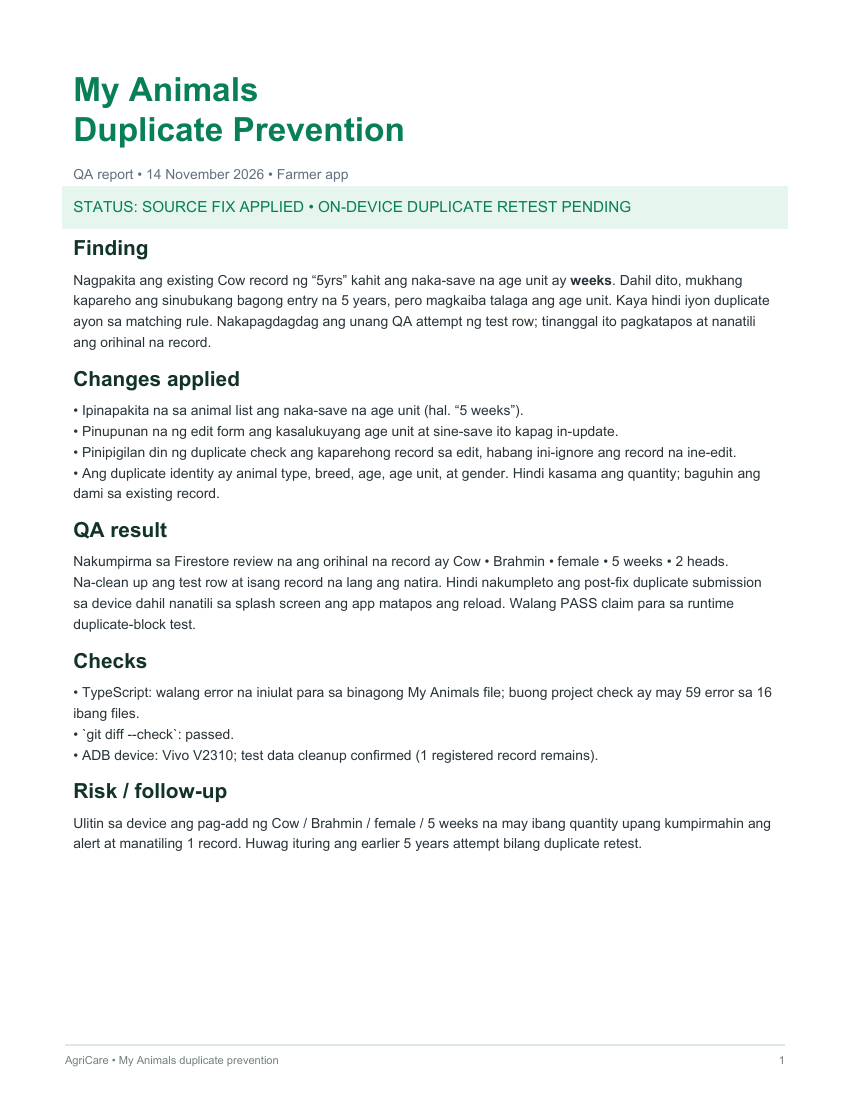 My Animals
Duplicate Prevention
QA report • 14 November 2026 • Farmer app
STATUS: SOURCE FIX APPLIED • ON-DEVICE DUPLICATE RETEST PENDING
Finding
Nagpakita ang existing Cow record ng “5yrs” kahit ang naka-save na age unit ay weeks. Dahil dito, mukhang
kapareho ang sinubukang bagong entry na 5 years, pero magkaiba talaga ang age unit. Kaya hindi iyon duplicate
ayon sa matching rule. Nakapagdagdag ang unang QA attempt ng test row; tinanggal ito pagkatapos at nanatili
ang orihinal na record.
Changes applied
• Ipinapakita na sa animal list ang naka-save na age unit (hal. “5 weeks”).
• Pinupunan na ng edit form ang kasalukuyang age unit at sine-save ito kapag in-update.
• Pinipigilan din ng duplicate check ang kaparehong record sa edit, habang ini-ignore ang record na ine-edit.
• Ang duplicate identity ay animal type, breed, age, age unit, at gender. Hindi kasama ang quantity; baguhin ang
dami sa existing record.
QA result
Nakumpirma sa Firestore review na ang orihinal na record ay Cow • Brahmin • female • 5 weeks • 2 heads.
Na-clean up ang test row at isang record na lang ang natira. Hindi nakumpleto ang post-fix duplicate submission
sa device dahil nanatili sa splash screen ang app matapos ang reload. Walang PASS claim para sa runtime
duplicate-block test.
Checks
• TypeScript: walang error na iniulat para sa binagong My Animals file; buong project check ay may 59 error sa 16
ibang files.
• `git diff --check`: passed.
• ADB device: Vivo V2310; test data cleanup confirmed (1 registered record remains).
Risk / follow-up
Ulitin sa device ang pag-add ng Cow / Brahmin / female / 5 weeks na may ibang quantity upang kumpirmahin ang
alert at manatiling 1 record. Huwag ituring ang earlier 5 years attempt bilang duplicate retest.
AgriCare • My Animals duplicate prevention
1